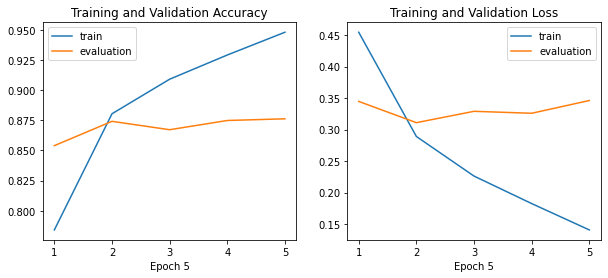 Training and Validation Accuracy
train
evaluation
0.950
0.925
0.900
0.875
0.850
0.825
0.800
1 2 3 4 5
Epoch 5
Training and Validation Loss
train
evaluation
0.45
0.40
0.35
0.30
0.25
0.20
0.15
1 2 3 4 5
Epoch 5